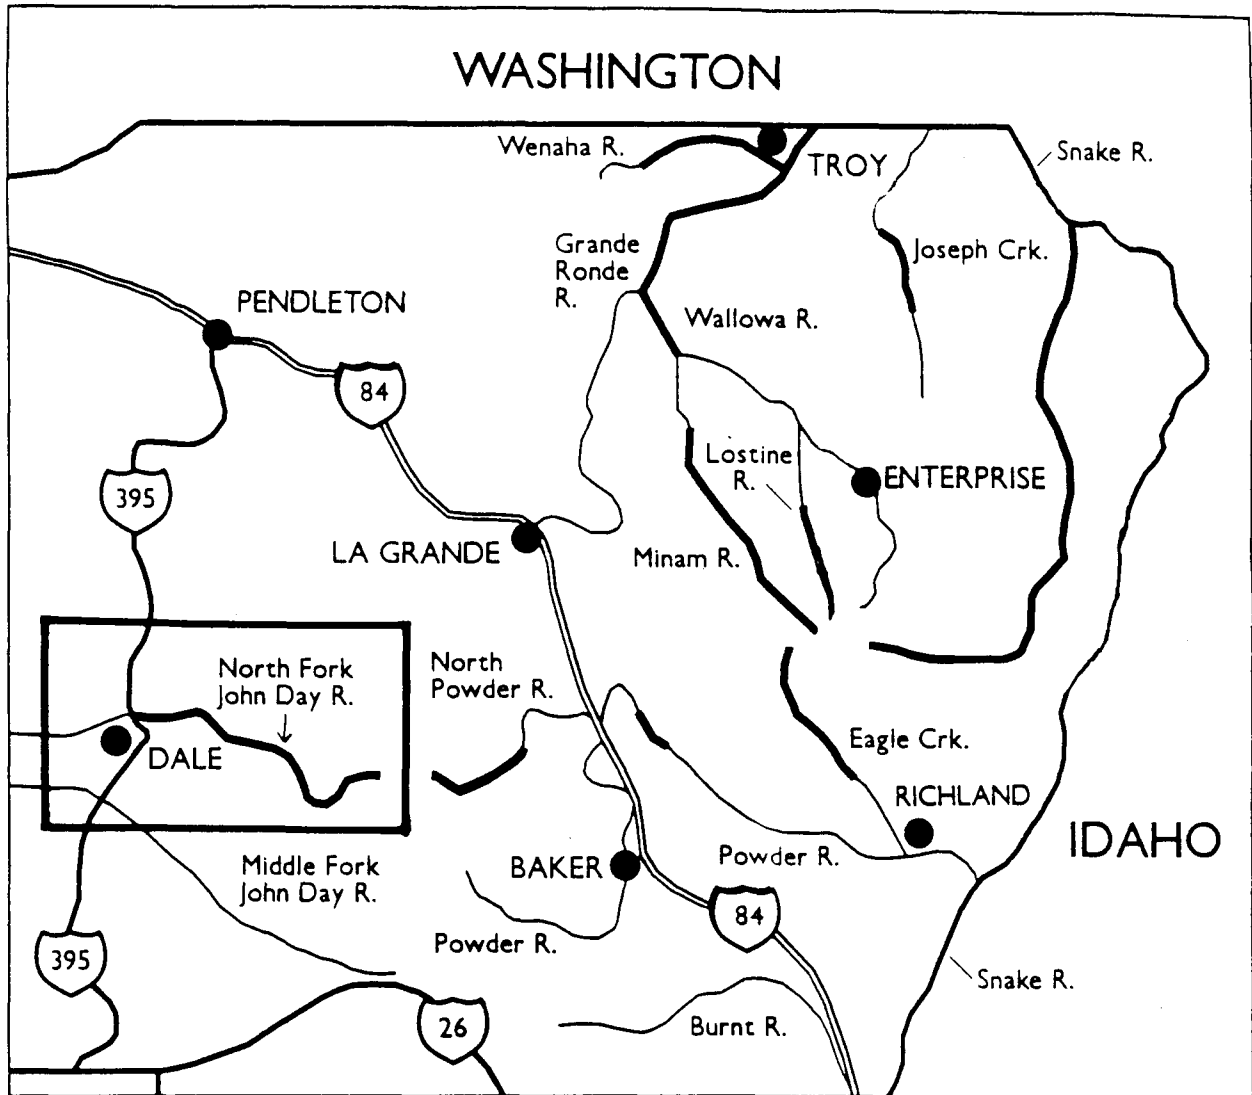 WASHINGTON
Wenaha R.
TROY
Snake R.
Grande
Ronde
R.
Joseph Crk.
PENDLETON
Wallowa R.
84
395
Lostine
R.
ENTERPRISE
LA GRANDE
Minam R.
North Fork
John Day R.
North
Powder R.
DALE
Eagle Crk.
RICHLAND
IDAHO
Middle Fork
John Day R.
BAKER
Powder R.
84
Powder R.
395
Snake R.
26
Burnt R.